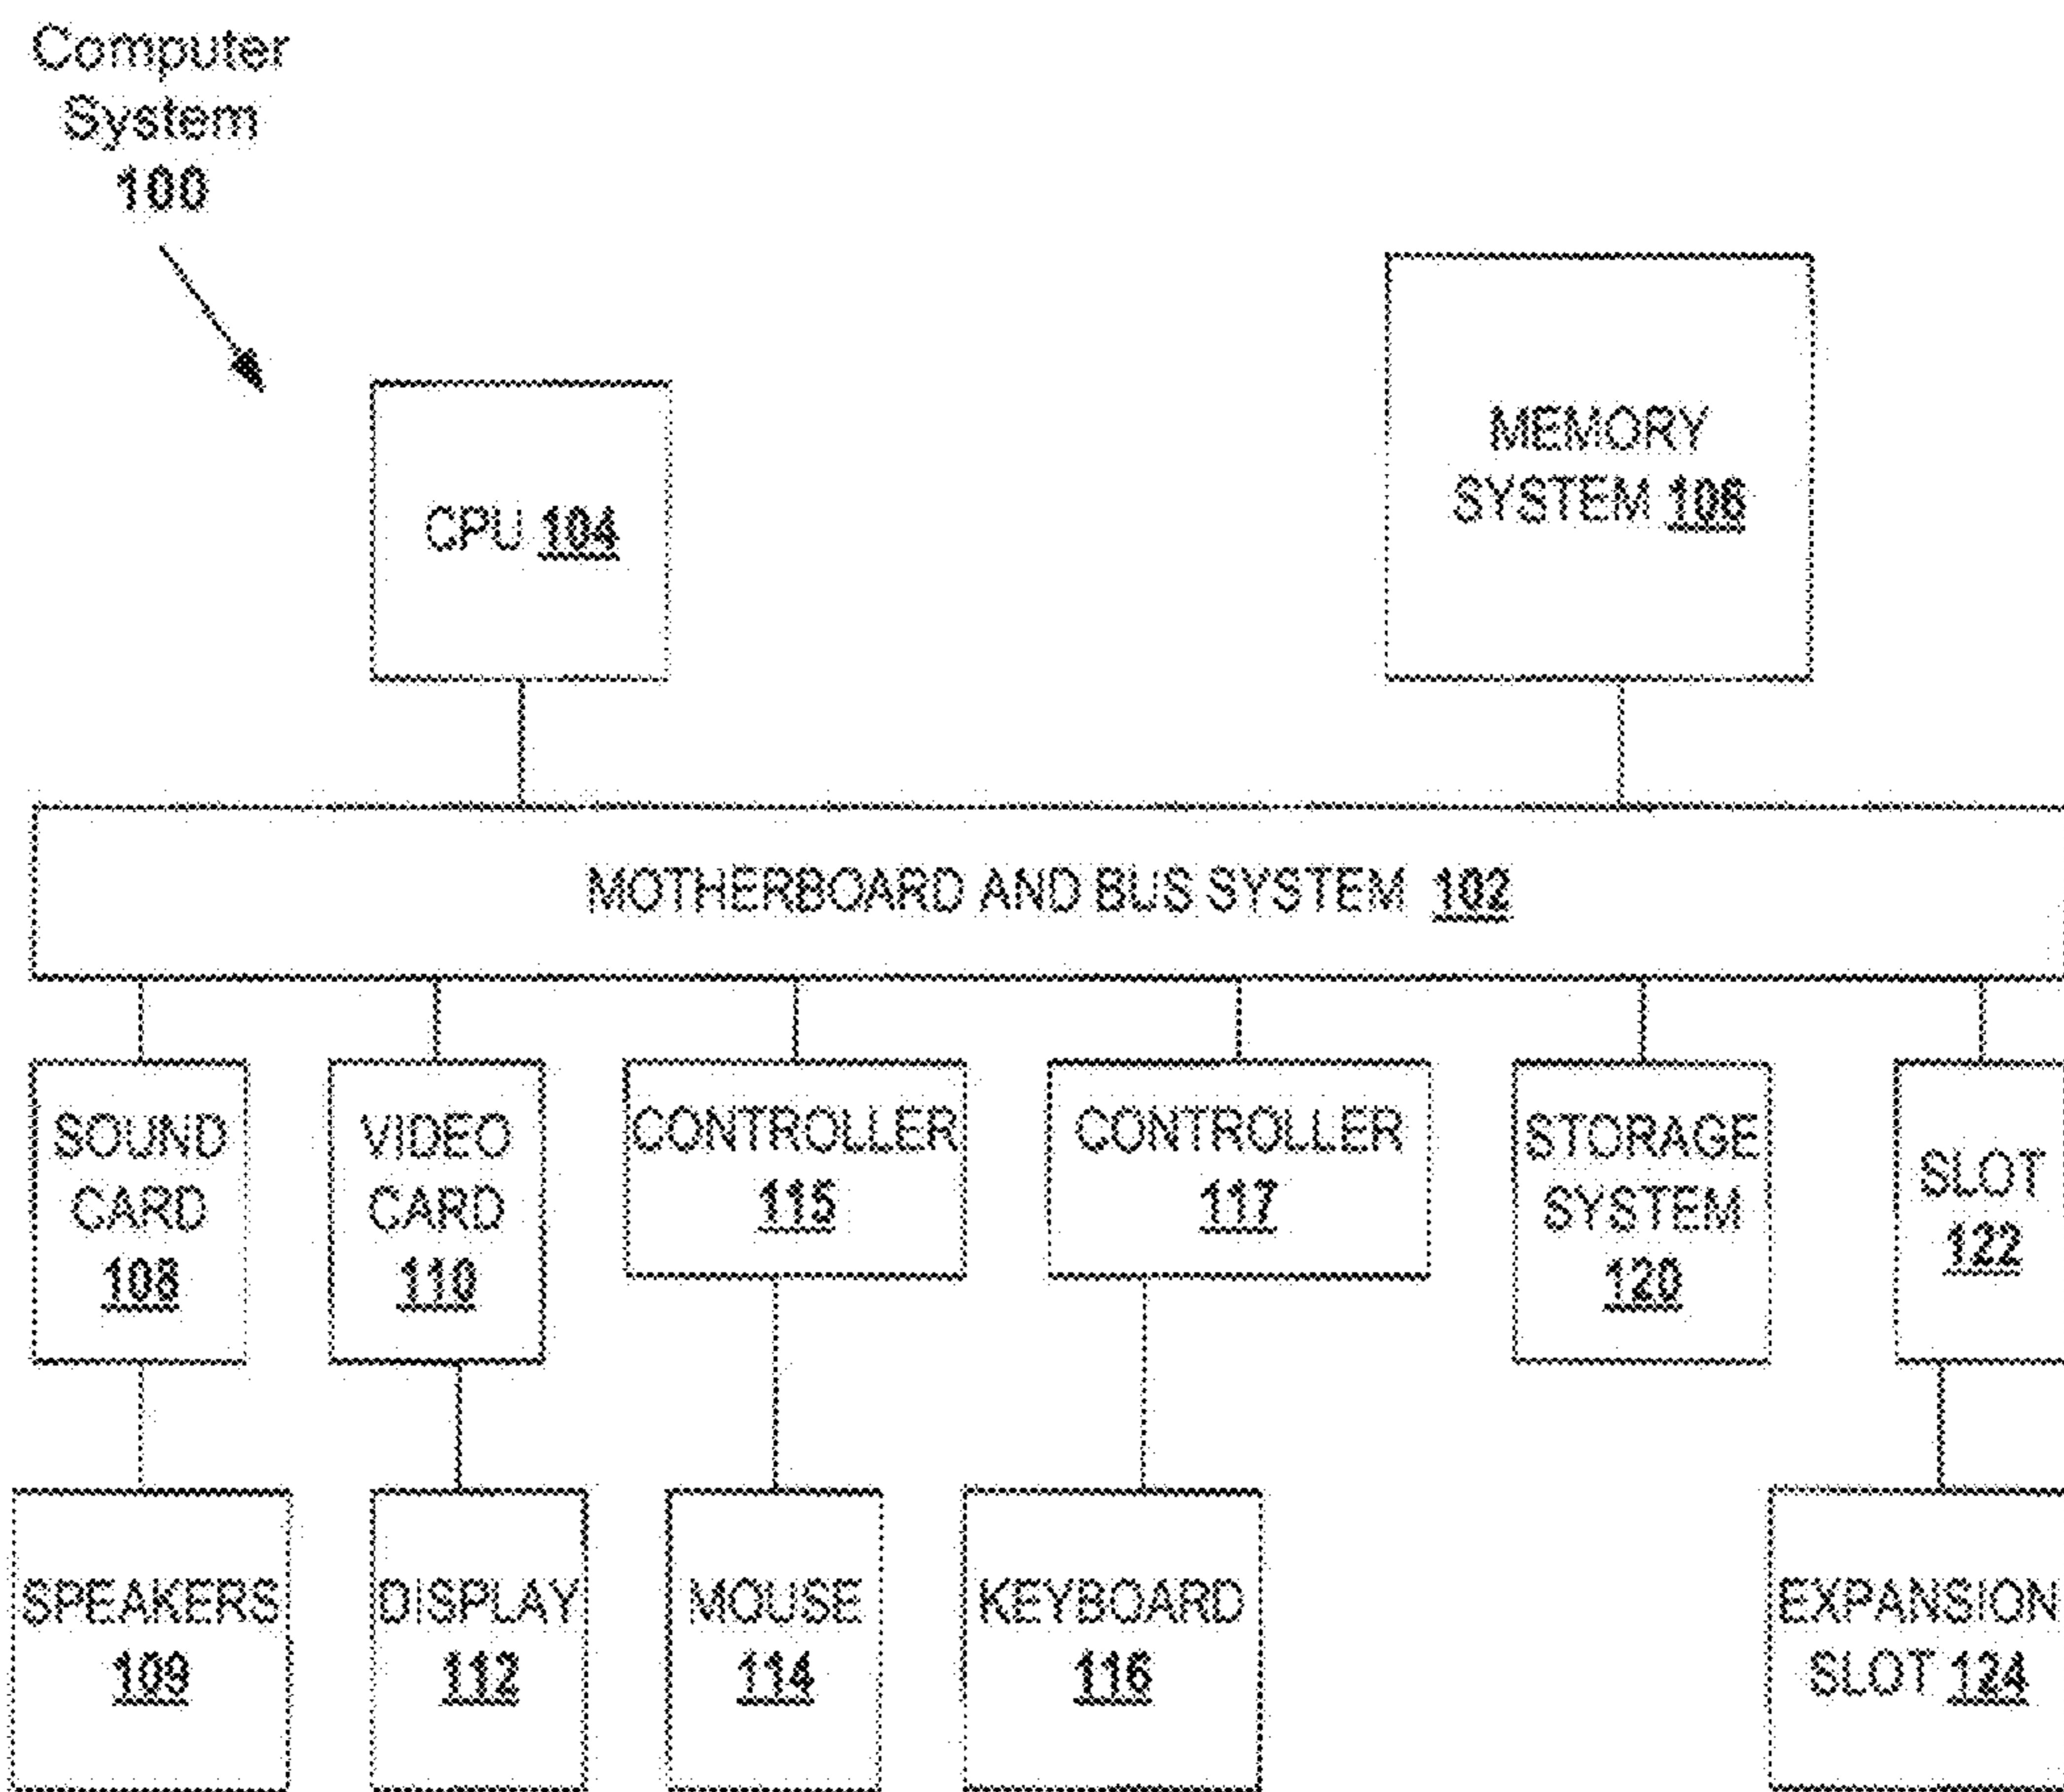 Computer
System
100
CPU 104
MEMORY
SYSTEM 106
MOTHERBOARD AND BUS SYSTEM 102
SOUND
CARD
108
VIDEO
CARD
110
CONTROLLER
115
CONTROLLER
117
STORAGE
SYSTEM
120
SLOT
122
SPEAKERS
109
DISPLAY
112
MOUSE
114
KEYBOARD
116
EXPANSION
SLOT 124